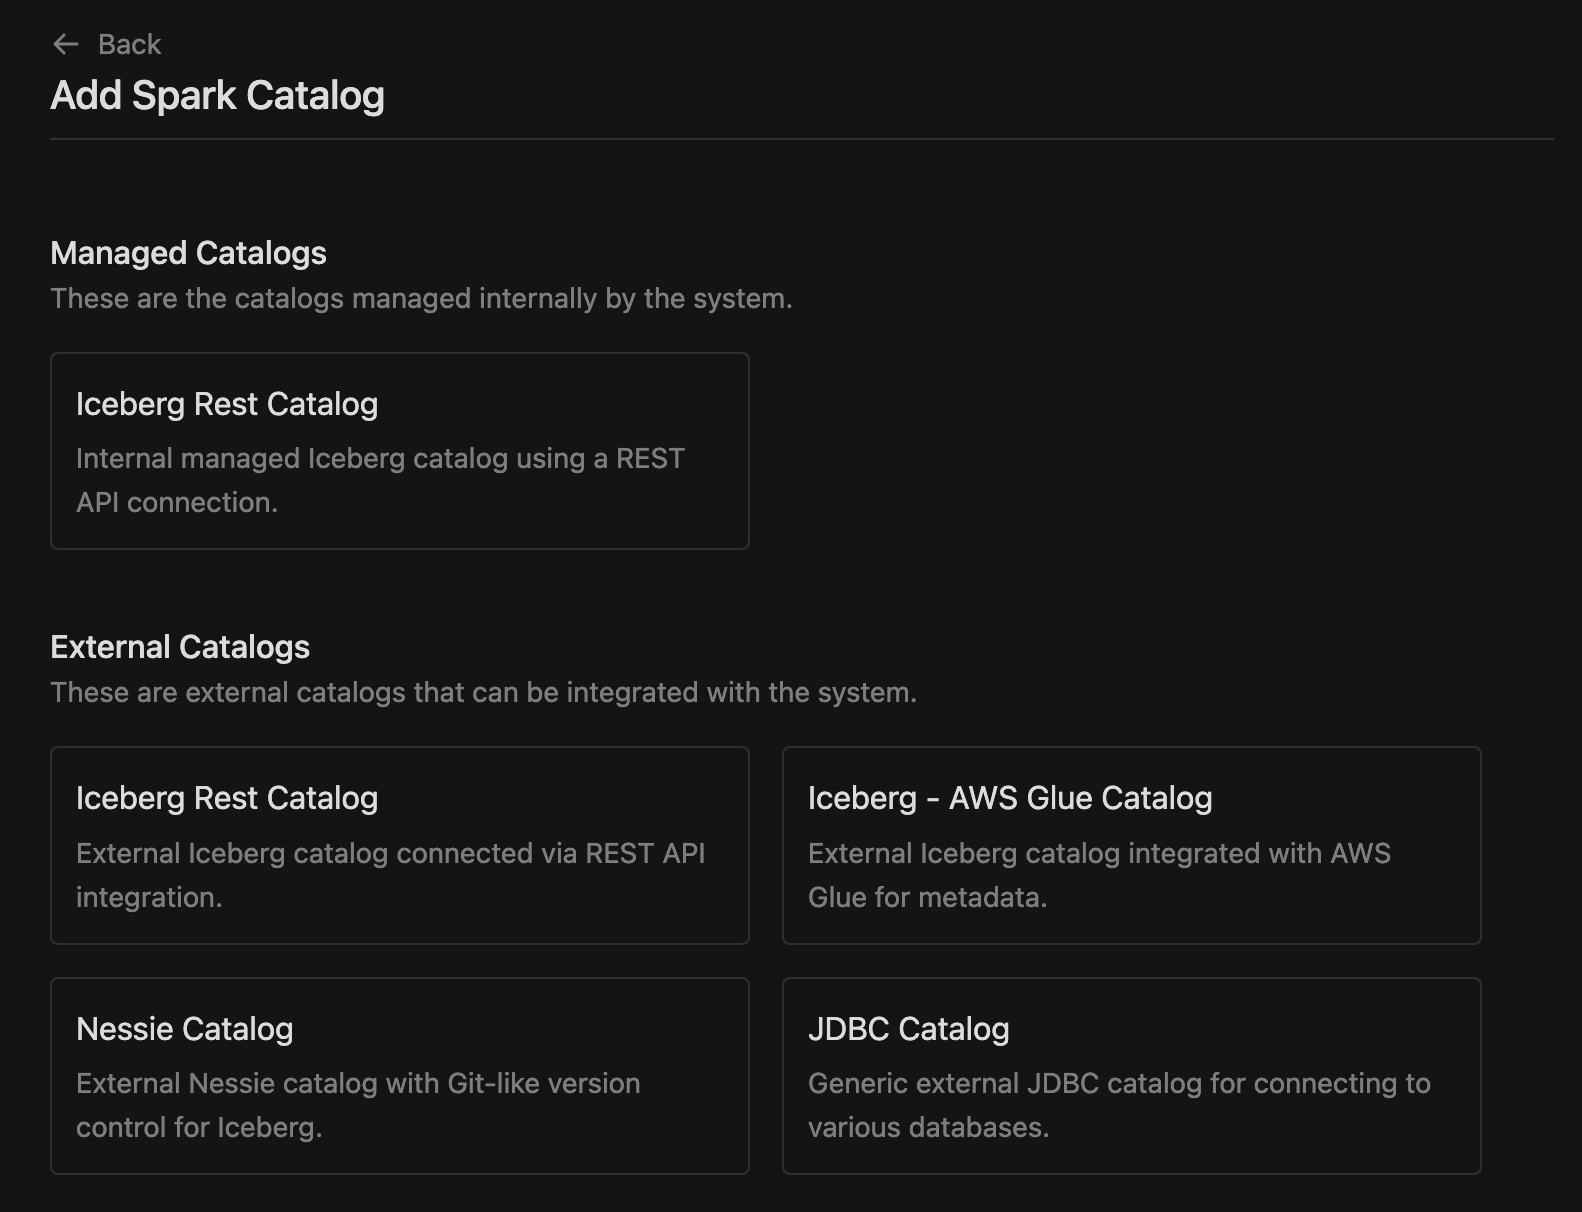 Back
Add Spark Catalog
Managed Catalogs
These are the catalogs managed internally by the system.
Iceberg Rest Catalog
Internal managed Iceberg catalog using a REST
API connection.
External Catalogs
These are external catalogs that can be integrated with the system.
Iceberg Rest Catalog
External Iceberg catalog connected via REST API
integration.
Iceberg - AWS Glue Catalog
External Iceberg catalog integrated with AWS
Glue for metadata.
Nessie Catalog
External Nessie catalog with Git-like version
control for Iceberg.
JDBC Catalog
Generic external JDBC catalog for connecting to
various databases.